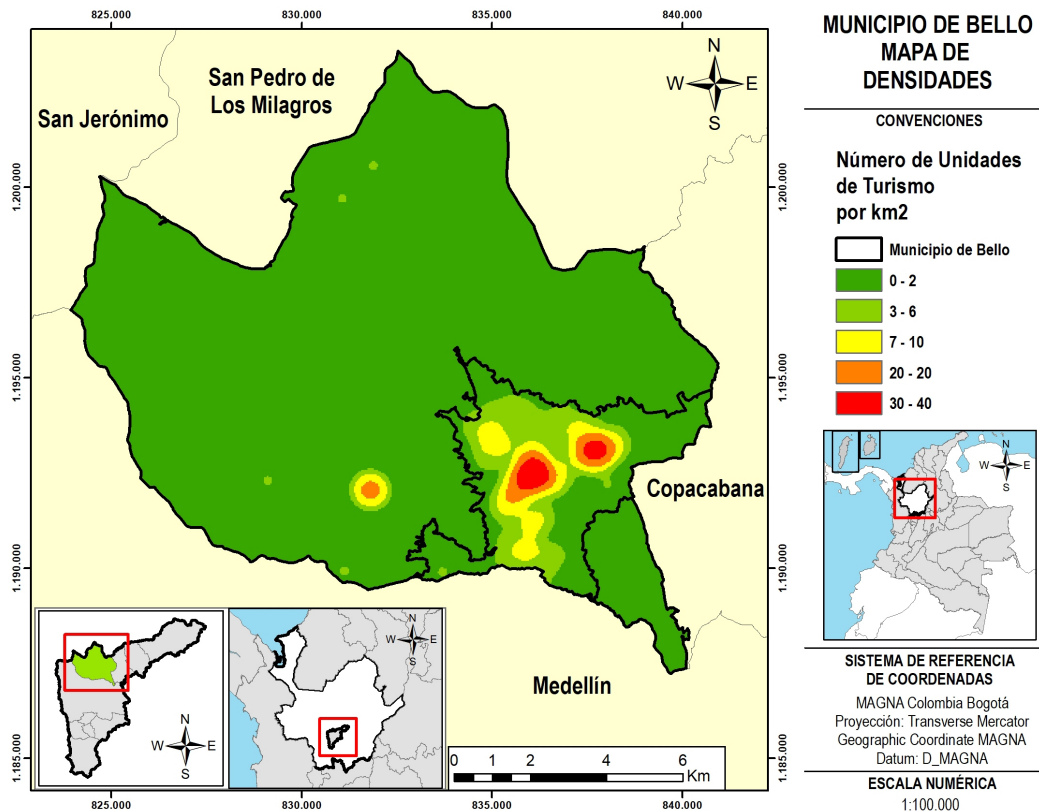 825.000
830.000
835.000
840.000
MUNICIPIO DE BELLO
MAPA DE
DENSIDADES
CONVENCIONES
Número de Unidades
de Turismo
por km2
Municipio de Bello
0 - 2
3 - 6
7 - 10
20 - 20
30 - 40
San Jerónimo
San Pedro de
Los Milagros
N
W
E
S
1.200.000
1.200.000
1.195.000
1.195.000
1.190.000
1.190.000
1.185.000
1.185.000
Copacabana
Medellín
N
W
E
S
N
W
E
S
N
W
E
S
0
1
2
4
6
Km
825.000
830.000
835.000
840.000
SISTEMA DE REFERENCIA
DE COORDENADAS
MAGNA Colombia Bogotá
Proyección: Transverse Mercator
Geographic Coordinate MAGNA
Datum: D_MAGNA
ESCALA NUMÉRICA
1:100.000